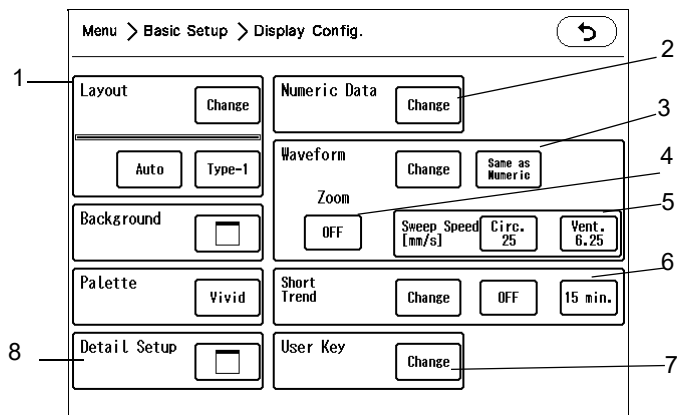 Menu > Basic Setup > Display Config.
1
2
3
4
5
6
7
8
Layout
Change
Auto
Type-1
Background
Palette
Vivid
Detail Setup
Numeric Data
Change
Waveform
Change
Same as
Numeric
Zoom
OFF
Sweep Speed
[mm/s]
Circ.
25
Vent.
6.25
Short
Trend
Change
OFF
15 min.
User Key
Change